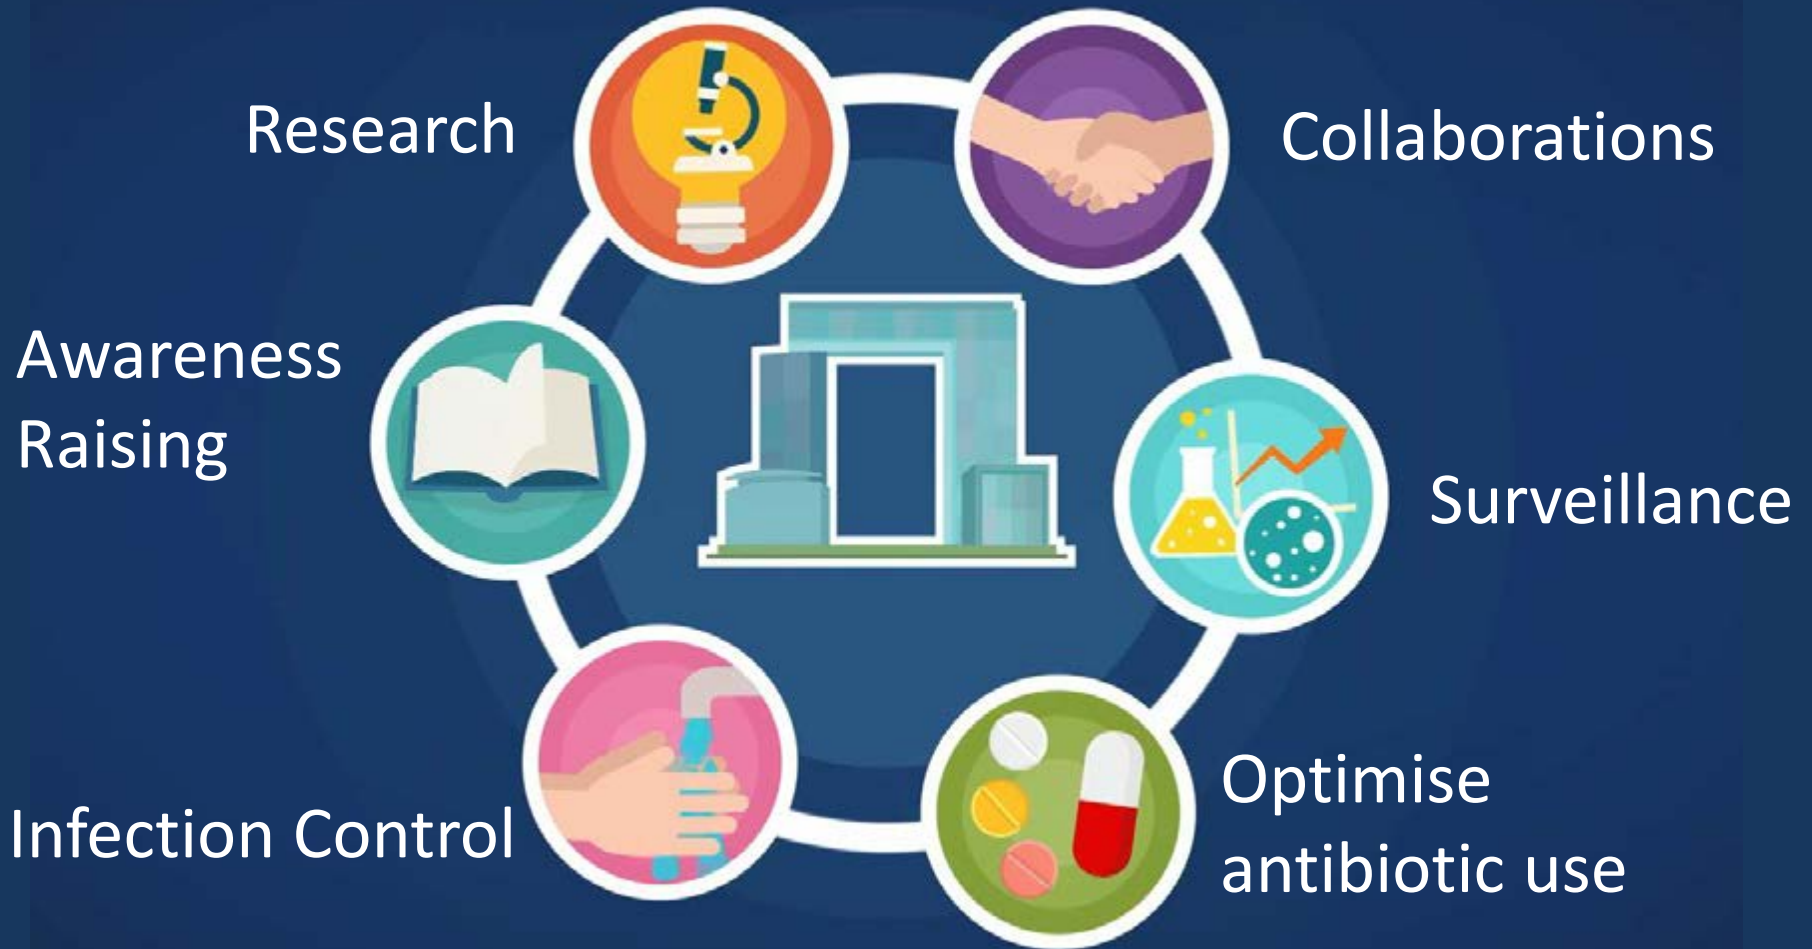 Research
Collaborations
Awareness
Raising
Surveillance
Infection Control
Optimise
antibiotic use